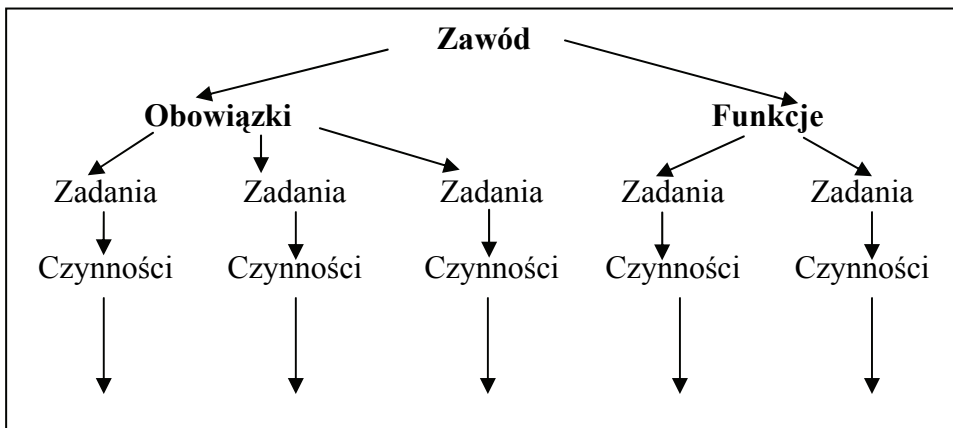 Zawód
Obowiązki Funkcje
Zadania Zadania Zadania Zadania Zadania
Czynności Czynności Czynności Czynności Czynności